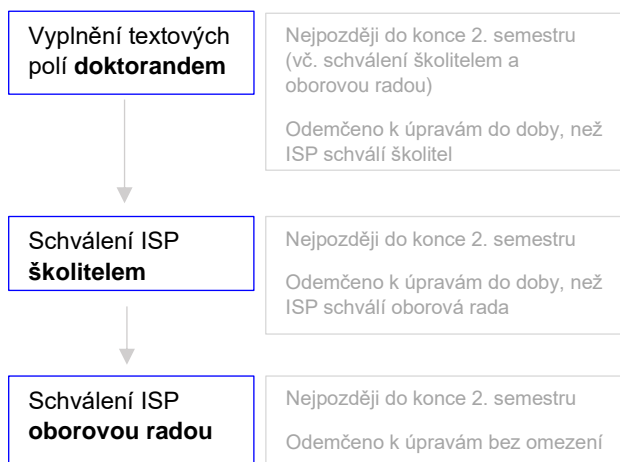 Vyplnění textových
polí doktorandem
Nejpozději do konce 2. semestru
(vč. schválení školitelem a
oborovou radou)
Odemčeno k úpravám do doby, než
ISP schválí školitel
Schválení ISP
školitelem
Nejpozději do konce 2. semestru
Odemčeno k úpravám do doby, než
ISP schválí oborová rada
Schválení ISP
oborovou radou
Nejpozději do konce 2. semestru
Odemčeno k úpravám bez omezení